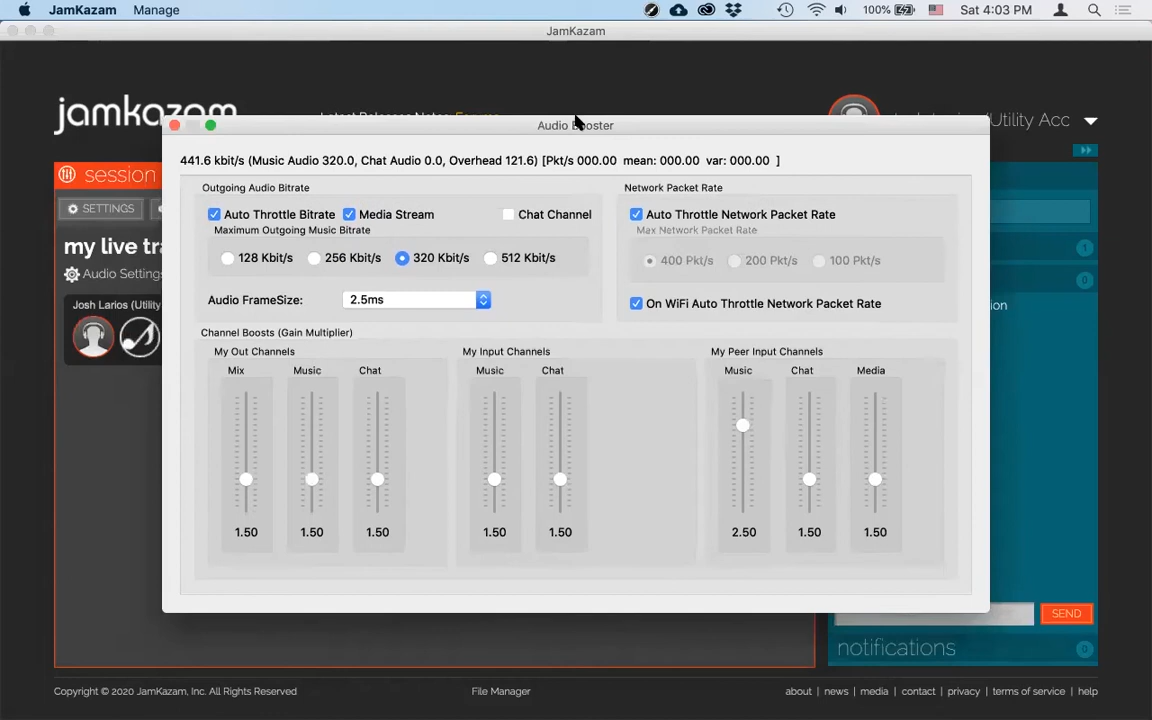 JamKazam Manage 100% Sat 4:03 PM
JamKazam
jamkazam
Audio Booster
441.6 kbit/s (Music Audio 320.0, Chat Audio 0.0, Overhead 121.6) [Pkt/s 000.00 mean: 000.00 var: 000.00 ]
session
SETTINGS
my live
Audio Setting
Josh Larios (Utility
Outgoing Audio Bitrate
Auto Throttle Bitrate Media Stream Chat Channel
Maximum Outgoing Music Bitrate
128 Kbit/s 256 Kbit/s 320 Kbit/s 512 Kbit/s
Audio FrameSize: 2.5ms
Network Packet Rate
Auto Throttle Network Packet Rate
Max Network Packet Rate
400 Pkt/s 200 Pkt/s 100 Pkt/s
On WiFi Auto Throttle Network Packet Rate
Channel Boosts (Gain Multiplier)
My Out Channels
Mix Music Chat
1.50 1.50 1.50
My Input Channels
Music Chat
1.50 1.50
My Peer Input Channels
Music Chat Media
2.50 1.50 1.50
Utility Acc
1
0
ion
SEND
notifications 0
Copyright © 2020 JamKazam, Inc. All Rights Reserved
File Manager
about | news | media | contact | privacy | terms of service | help